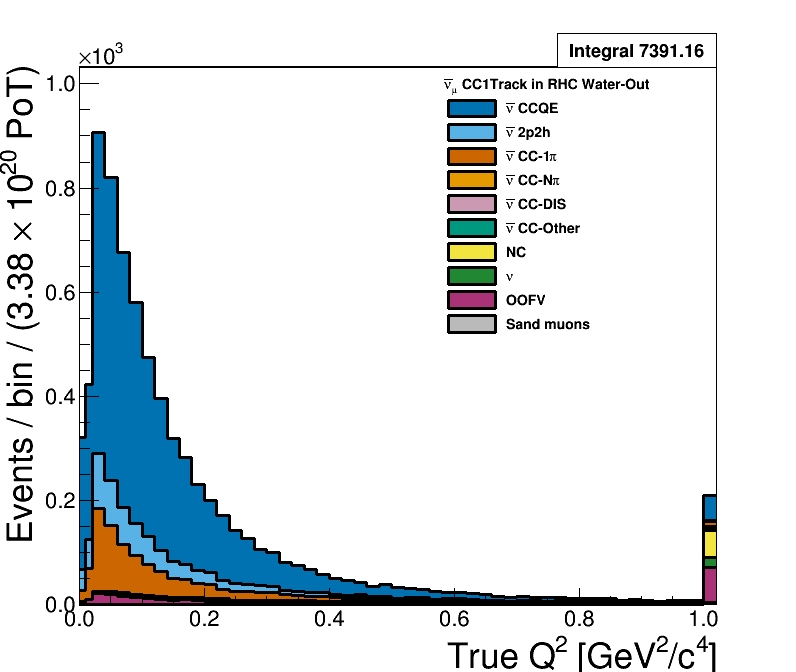 ×10³
Integral 7391.16
ν̅μ CC1Track in RHC Water-Out
ν̅ CCQE
ν̅ 2p2h
ν̅ CC-1π
ν̅ CC-Nπ
ν̅ CC-DIS
ν̅ CC-Other
NC
ν
OOFV
Sand muons
Events / bin / (3.38 × 10²⁰ PoT)
1.0
0.8
0.6
0.4
0.2
0.0
0.0 0.2 0.4 0.6 0.8 1.0
True Q² [GeV²/c⁴]